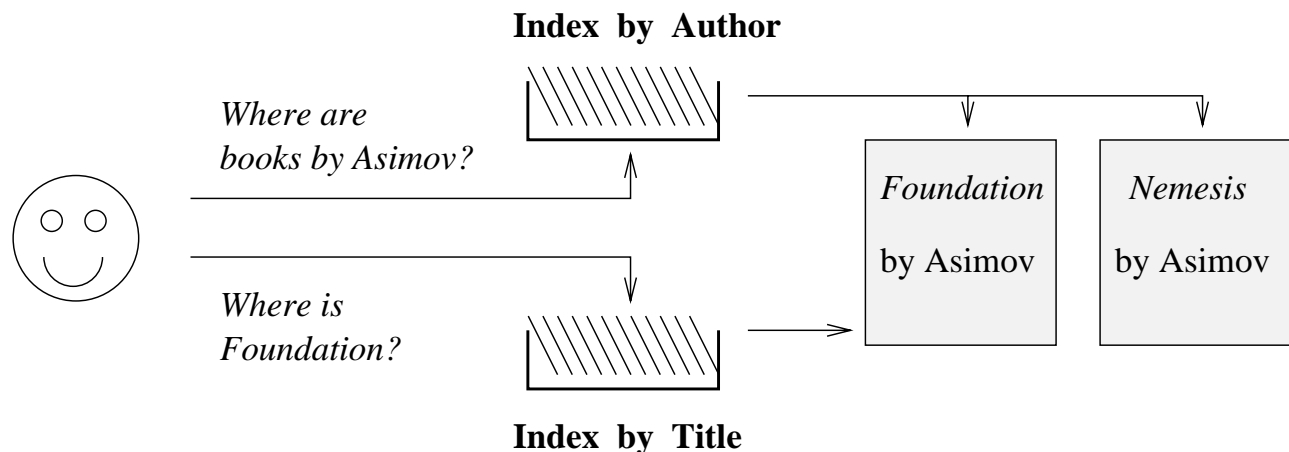 Index by Author
Where are
books by Asimov?
Foundation
by Asimov
Nemesis
by Asimov
Where is
Foundation?
Index by Title